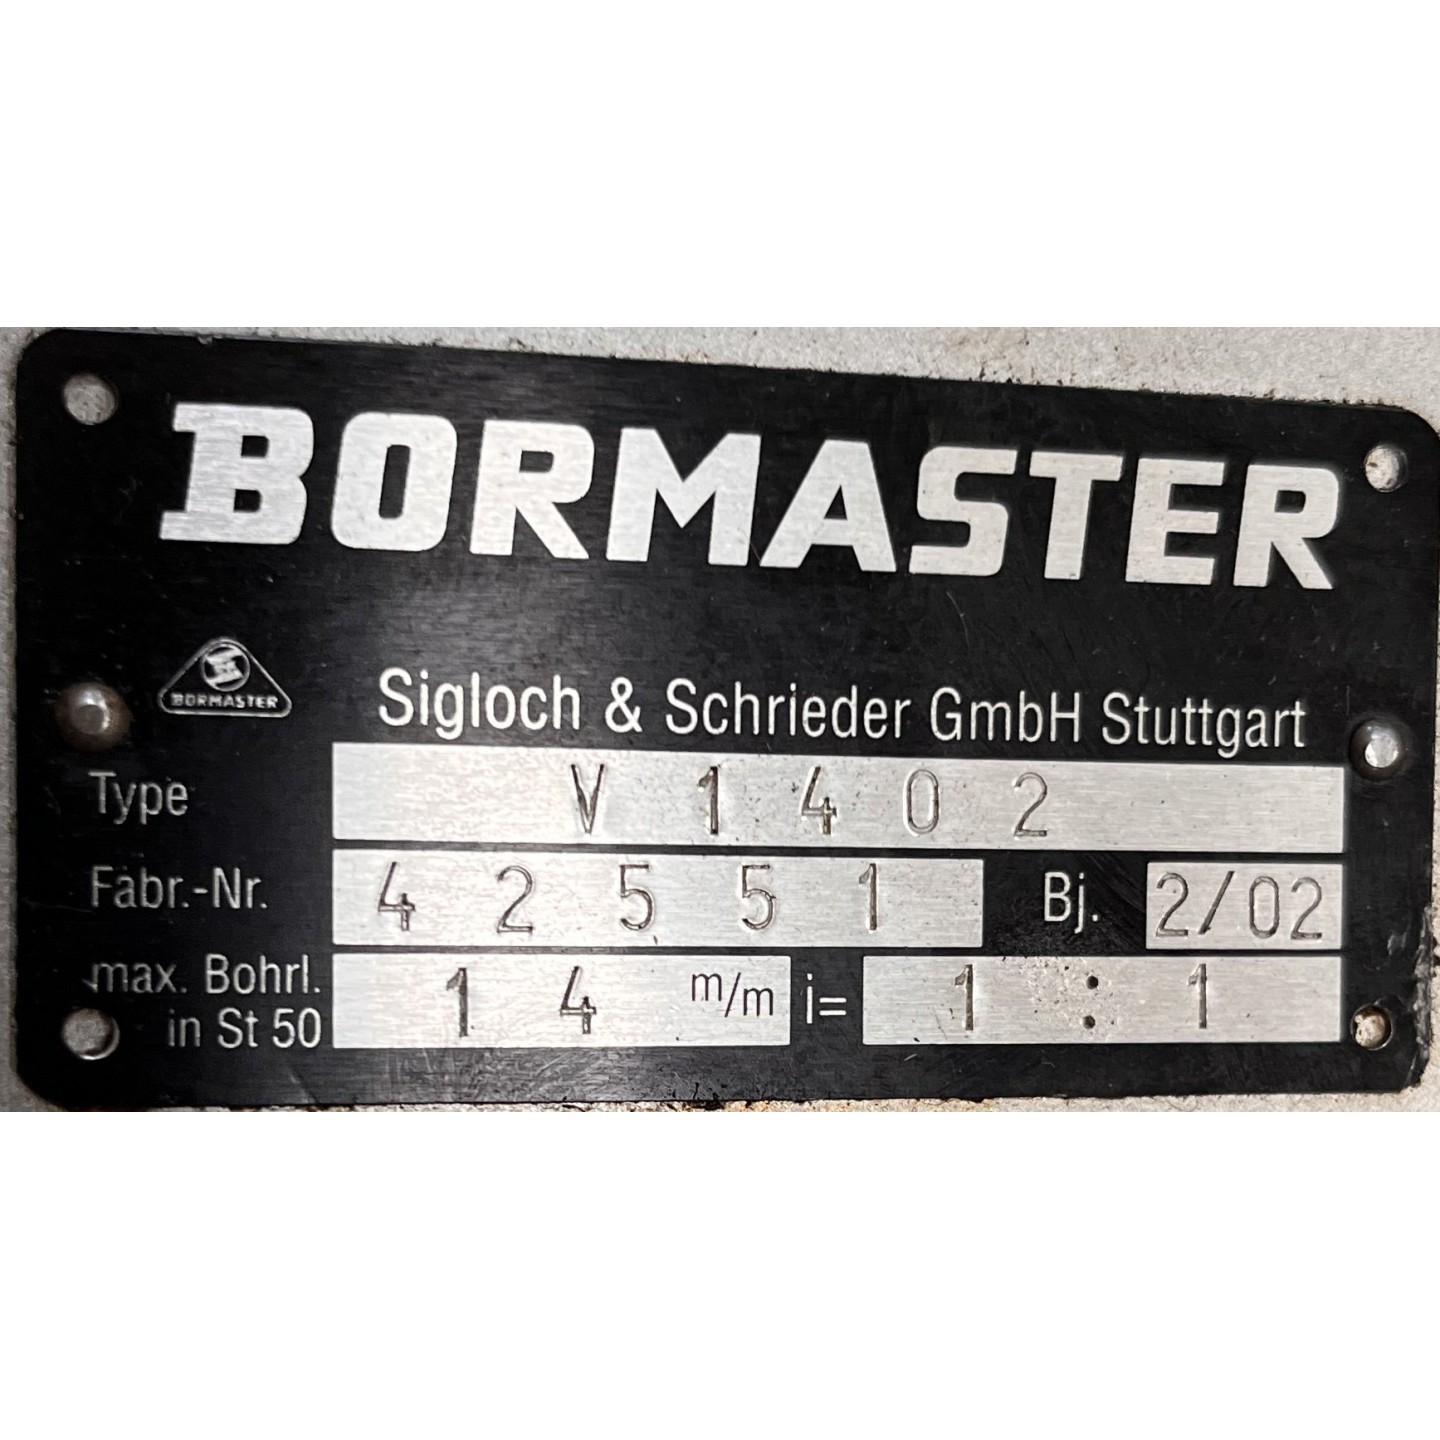 BORMASTER
BORMASTER
Sigloch & Schrieder GmbH Stuttgart
Type V 1 4 0 2
Fabr.-Nr. 4 2 5 5 1 Bj. 2/02
max. Bohrl. in St 50 1 4 m/m i= 1 : 1